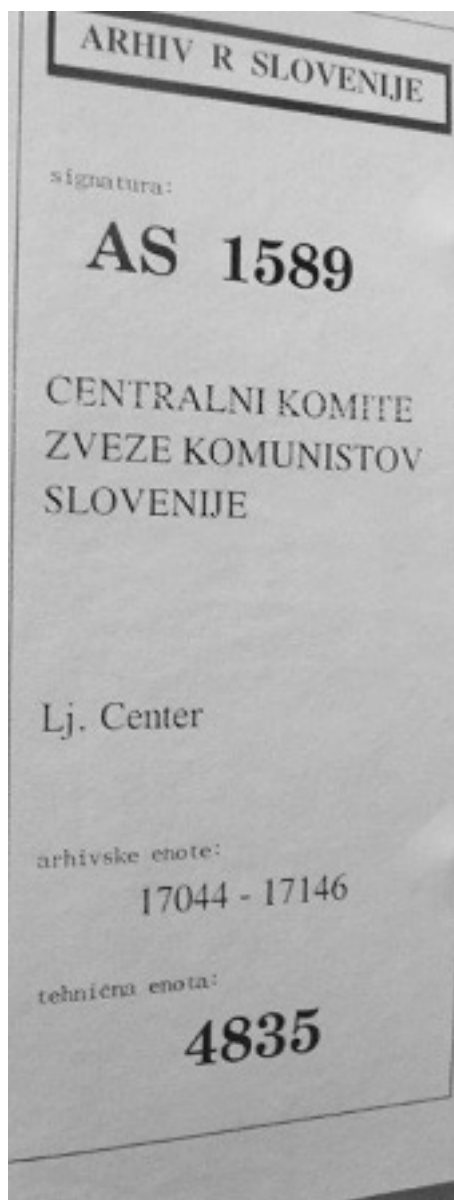 ARHIV R SLOVENIJE
signatura:
AS 1589
CENTRALNI KOMITE
ZVEZE KOMUNISTOV
SLOVENIJE
Lj. Center
arhivske enote:
17044 - 17146
tehnična enota:
4835